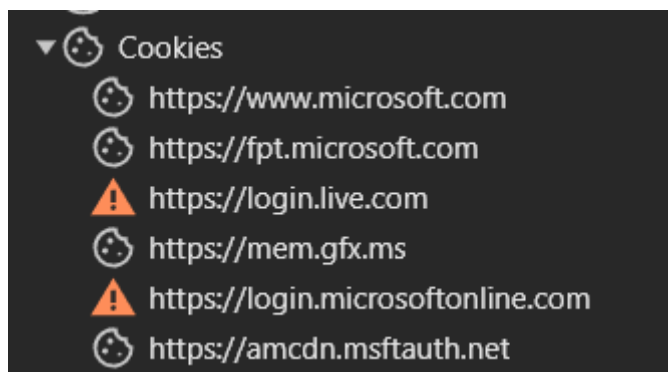 Cookies
https://www.microsoft.com
https://fpt.microsoft.com
https://login.live.com
https://mem.gfx.ms
https://login.microsoftonline.com
https://amcdn.msftauth.net